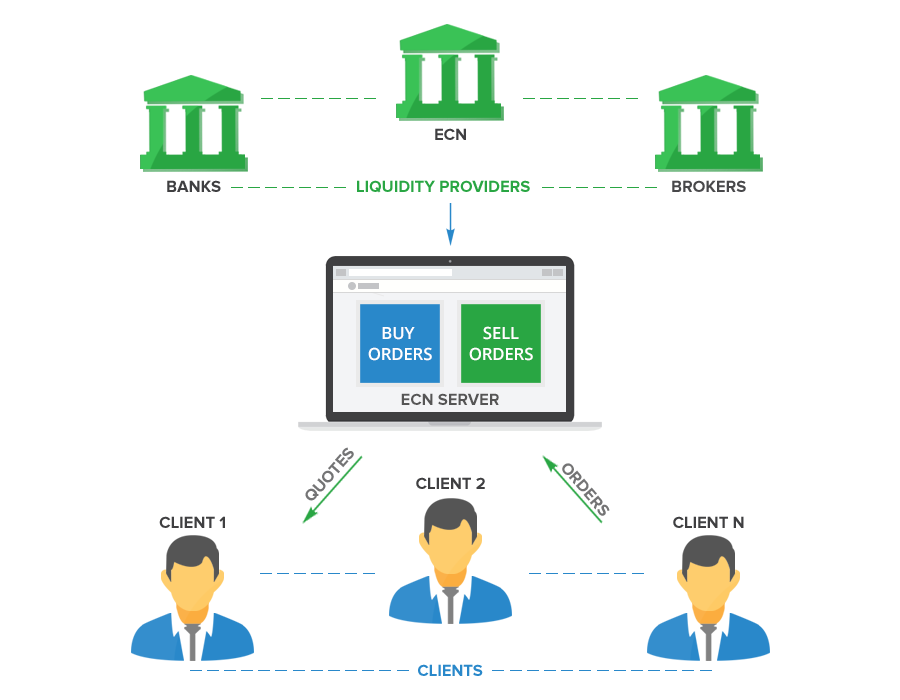 ECN
BANKS
LIQUIDITY PROVIDERS
BROKERS
BUY
ORDERS
SELL
ORDERS
ECN SERVER
QUOTES
ORDERS
CLIENT 2
CLIENT 1
CLIENT N
CLIENTS